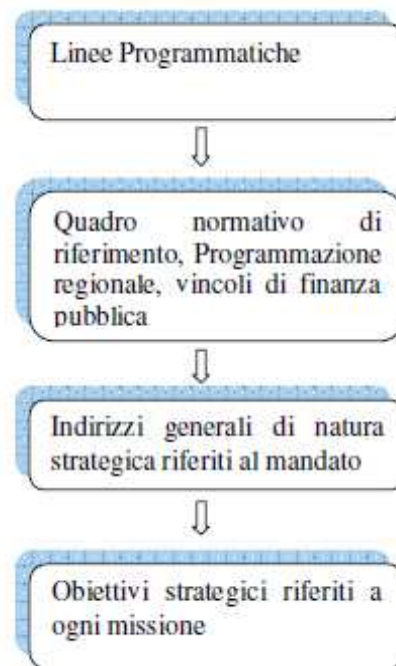 Linee Programmatiche
Quadro normativo di
riferimento, Programmazione
regionale, vincoli di finanza
pubblica
Indirizzi generali di natura
strategica riferiti al mandato
Obiettivi strategici riferiti a
ogni missione